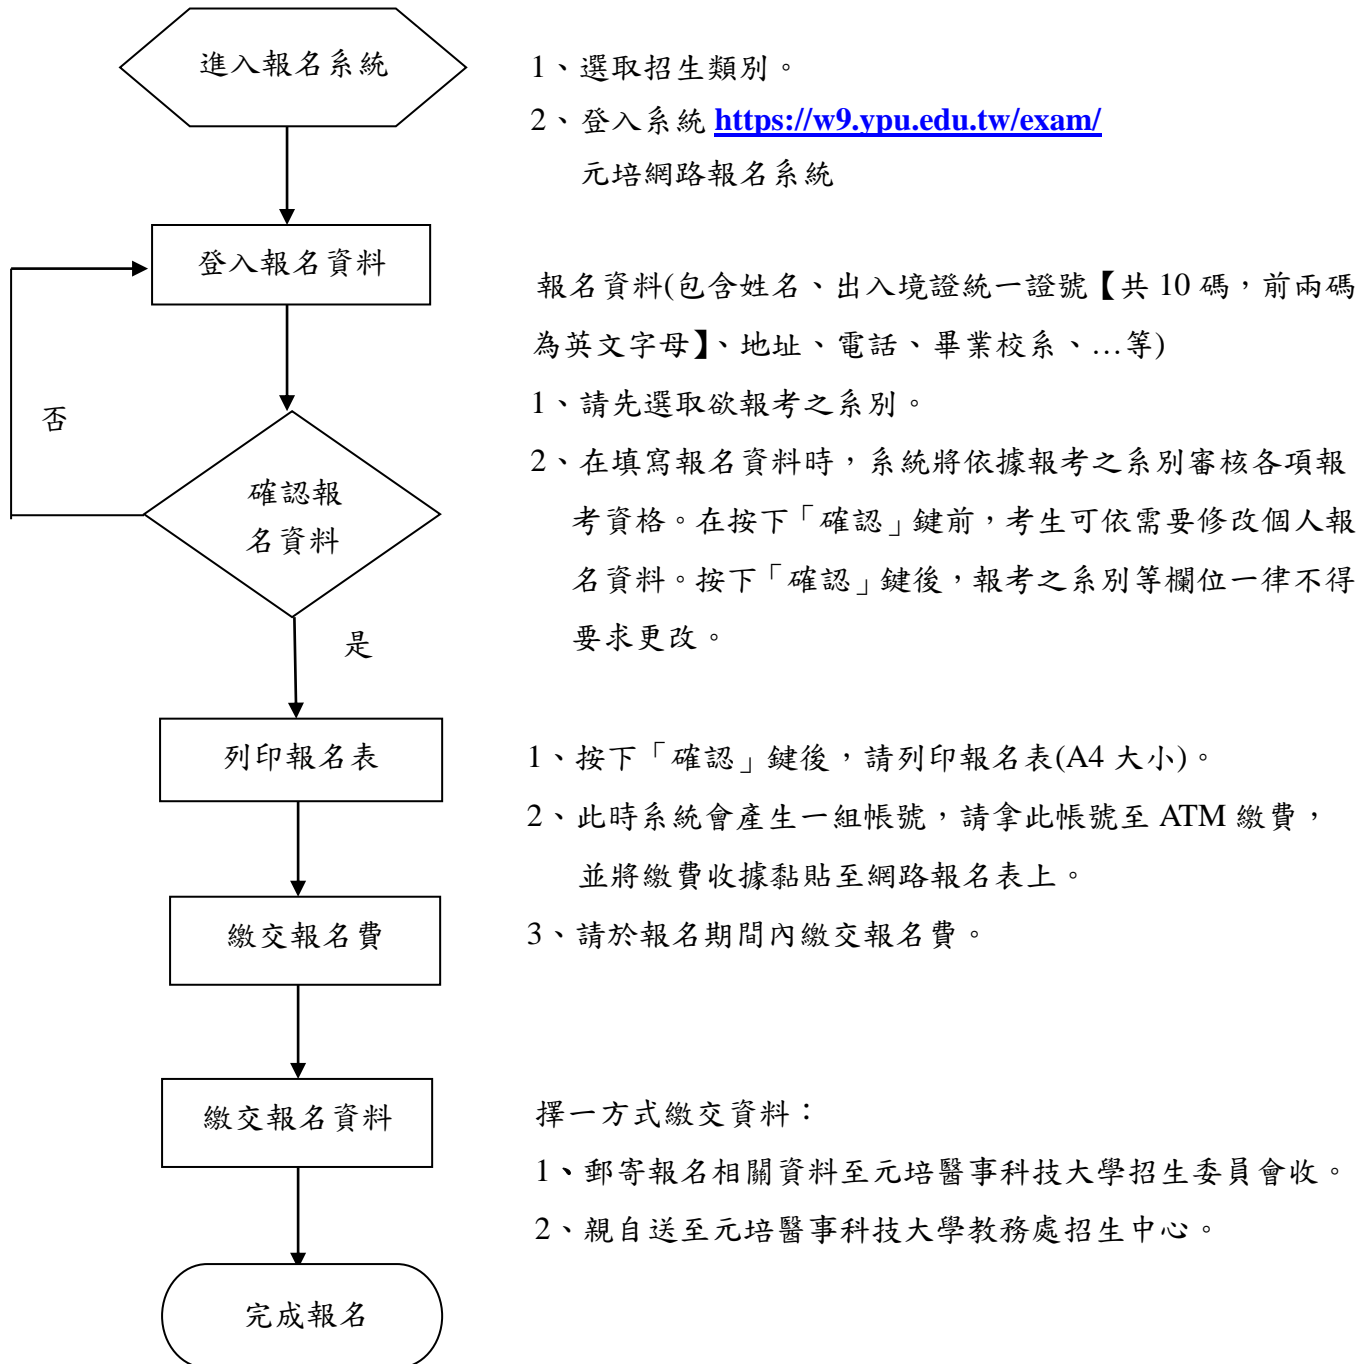 進入報名系統
1、選取招生類別。
2、登入系統 https://w9.ypu.edu.tw/exam/
元培網路報名系統
登入報名資料
報名資料(包含姓名、出入境證統一證號【共 10 碼，前兩碼
為英文字母】、地址、電話、畢業校系、…等)
1、請先選取欲報考之系別。
否
2、在填寫報名資料時，系統將依據報考之系別審核各項報
考資格。在按下「確認」鍵前，考生可依需要修改個人報
名資料。按下「確認」鍵後，報考之系別等欄位一律不得
要求更改。
確認報
名資料
是
列印報名表
1、按下「確認」鍵後，請列印報名表(A4 大小)。
2、此時系統會產生一組帳號，請拿此帳號至 ATM 繳費，
並將繳費收據黏貼至網路報名表上。
繳交報名費
3、請於報名期間內繳交報名費。
繳交報名資料
擇一方式繳交資料：
1、郵寄報名相關資料至元培醫事科技大學招生委員會收。
2、親自送至元培醫事科技大學教務處招生中心。
完成報名